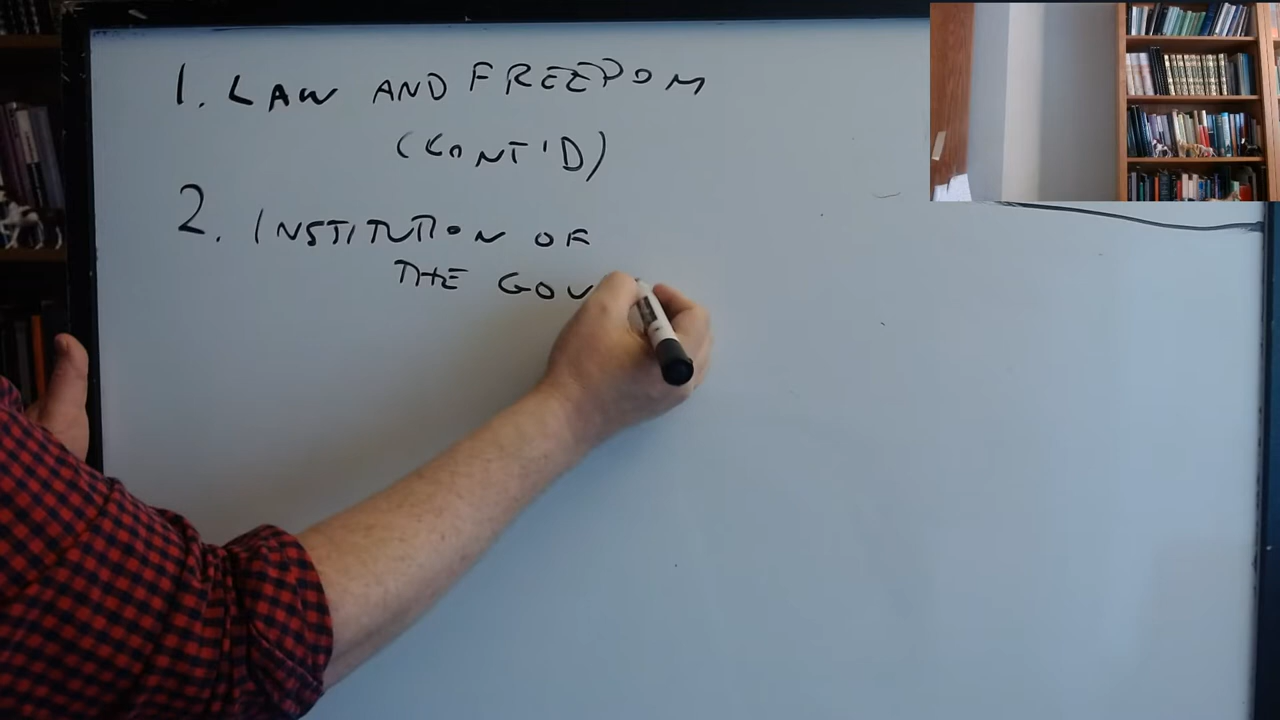 1. LAW AND FREEDOM
(CONT'D)
2. INSTITUTION OF
THE GOV